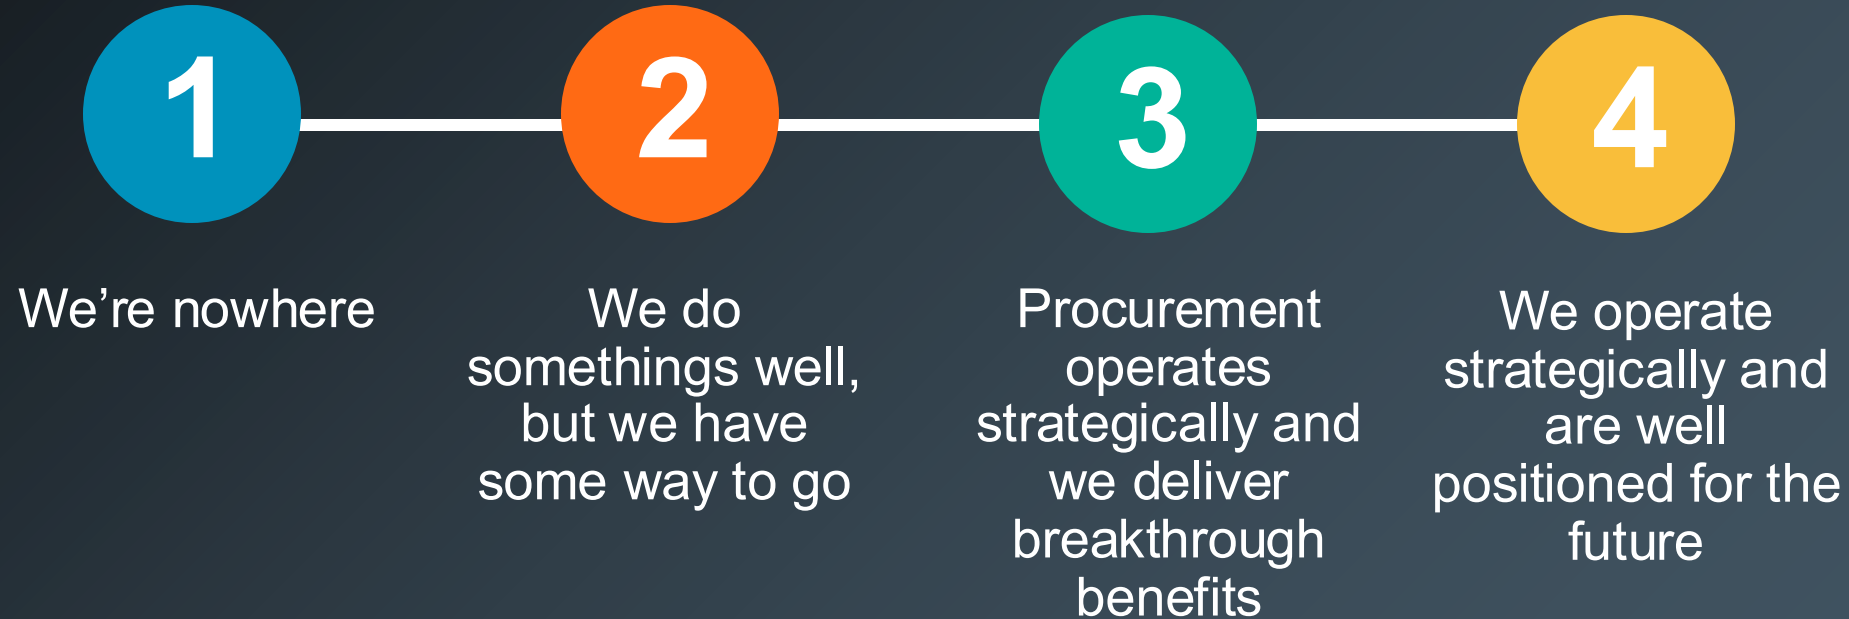 1
We’re nowhere
2
We do
somethings well,
but we have
some way to go
3
Procurement
operates
strategically and
we deliver
breakthrough
benefits
4
We operate
strategically and
are well
positioned for the
future